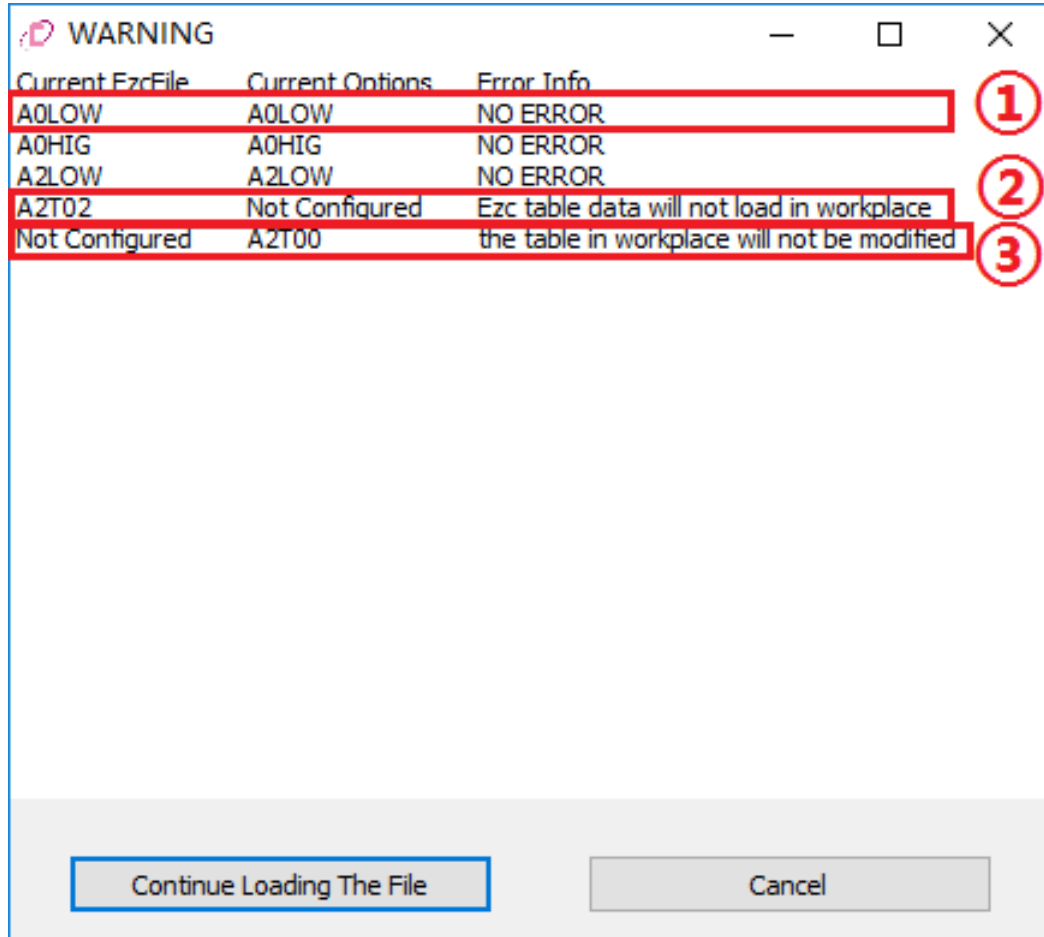 WARNING
Current EzcFile Current Options Error Info
A0LOW A0LOW NO ERROR
①
A0HIG A0HIG NO ERROR
A2LOW A2LOW NO ERROR
②
A2T02 Not Configured Ezc table data will not load in workplace
Not Configured A2T00 the table in workplace will not be modified
③
Continue Loading The File Cancel